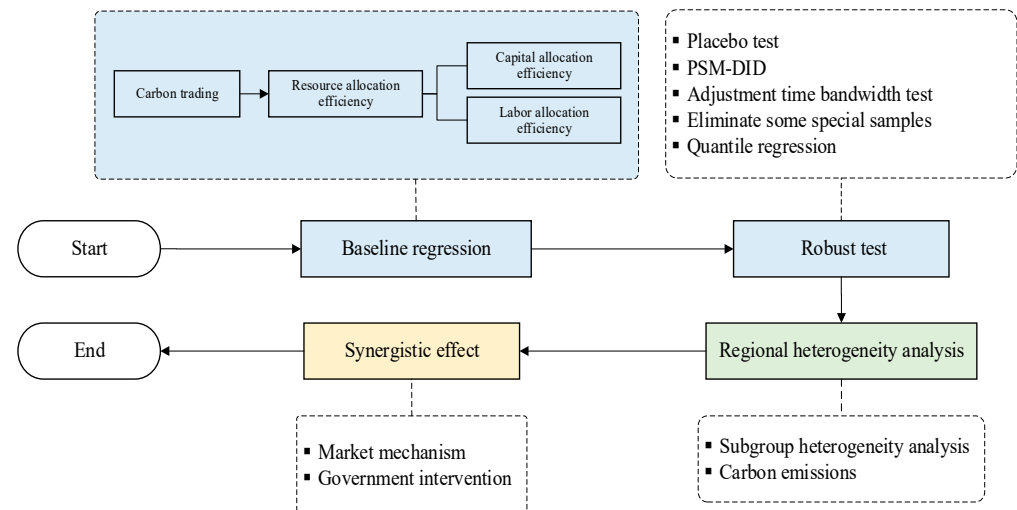 Carbon trading
Resource allocation
efficiency
Capital allocation
efficiency
Labor allocation
efficiency
▪ Placebo test
▪ PSM-DID
▪ Adjustment time bandwidth test
▪ Eliminate some special samples
▪ Quantile regression
Start
Baseline regression
Robust test
End
Synergistic effect
Regional heterogeneity analysis
▪ Market mechanism
▪ Government intervention
▪ Subgroup heterogeneity analysis
▪ Carbon emissions